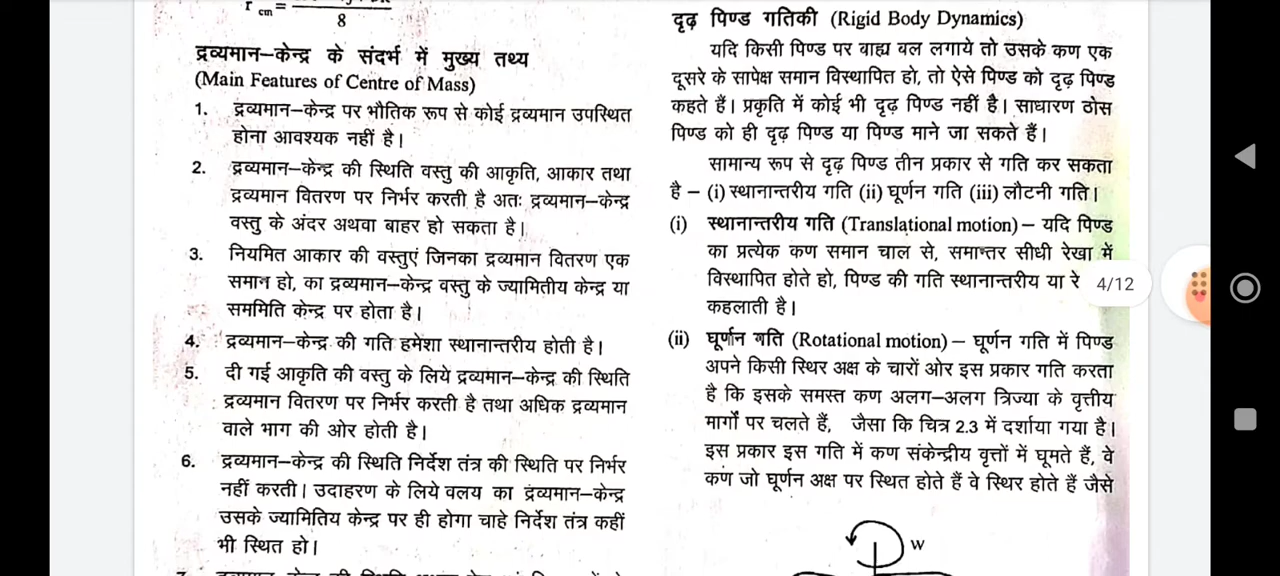 r cm =
8
द्रव्यमान–केन्द्र के संदर्भ में मुख्य तथ्य
(Main Features of Centre of Mass)
1. द्रव्यमान–केन्द्र पर भौतिक रूप से कोई द्रव्यमान उपस्थित
होना आवश्यक नहीं है।
2. द्रव्यमान–केन्द्र की स्थिति वस्तु की आकृति, आकार तथा
द्रव्यमान वितरण पर निर्भर करती है अतः द्रव्यमान–केन्द्र
वस्तु के अंदर अथवा बाहर हो सकता है।
3. नियमित आकार की वस्तुएं जिनका द्रव्यमान वितरण एक
समान हो, का द्रव्यमान–केन्द्र वस्तु के ज्यामितीय केन्द्र या
सममिति केन्द्र पर होता है।
4. द्रव्यमान–केन्द्र की गति हमेशा स्थानान्तरीय होती है।
5. दी गई आकृति की वस्तु के लिये द्रव्यमान–केन्द्र की स्थिति
द्रव्यमान वितरण पर निर्भर करती है तथा अधिक द्रव्यमान
वाले भाग की ओर होती है।
6. द्रव्यमान–केन्द्र की स्थिति निर्देश तंत्र की स्थिति पर निर्भर
नहीं करती। उदाहरण के लिये वलय का द्रव्यमान–केन्द्र
उसके ज्यामितिय केन्द्र पर ही होगा चाहे निर्देश तंत्र कहीं
भी स्थित हो।
दृढ़ पिण्ड गतिकी (Rigid Body Dynamics)
यदि किसी पिण्ड पर बाह्य बल लगाये तो उसके कण एक
दूसरे के सापेक्ष समान विस्थापित हो, तो ऐसे पिण्ड को दृढ़ पिण्ड
कहते हैं। प्रकृति में कोई भी दृढ़ पिण्ड नहीं है। साधारण ठोस
पिण्ड को ही दृढ़ पिण्ड या पिण्ड माने जा सकते हैं।
सामान्य रूप से दृढ़ पिण्ड तीन प्रकार से गति कर सकता
है – (i) स्थानान्तरीय गति (ii) घूर्णन गति (iii) लौटनी गति।
(i) स्थानान्तरीय गति (Translational motion) – यदि पिण्ड
का प्रत्येक कण समान चाल से, समान्तर सीधी रेखा में
विस्थापित होते हो, पिण्ड की गति स्थानान्तरीय या रे
कहलाती है।
4/12
(ii) घूर्णन गति (Rotational motion) – घूर्णन गति में पिण्ड
अपने किसी स्थिर अक्ष के चारों ओर इस प्रकार गति करता
है कि इसके समस्त कण अलग–अलग त्रिज्या के वृत्तीय
मार्गों पर चलते हैं, जैसा कि चित्र 2.3 में दर्शाया गया है।
इस प्रकार इस गति में कण संकेन्द्रीय वृत्तों में घूमते हैं, वे
कण जो घूर्णन अक्ष पर स्थित होते हैं वे स्थिर होते हैं जैसे
w